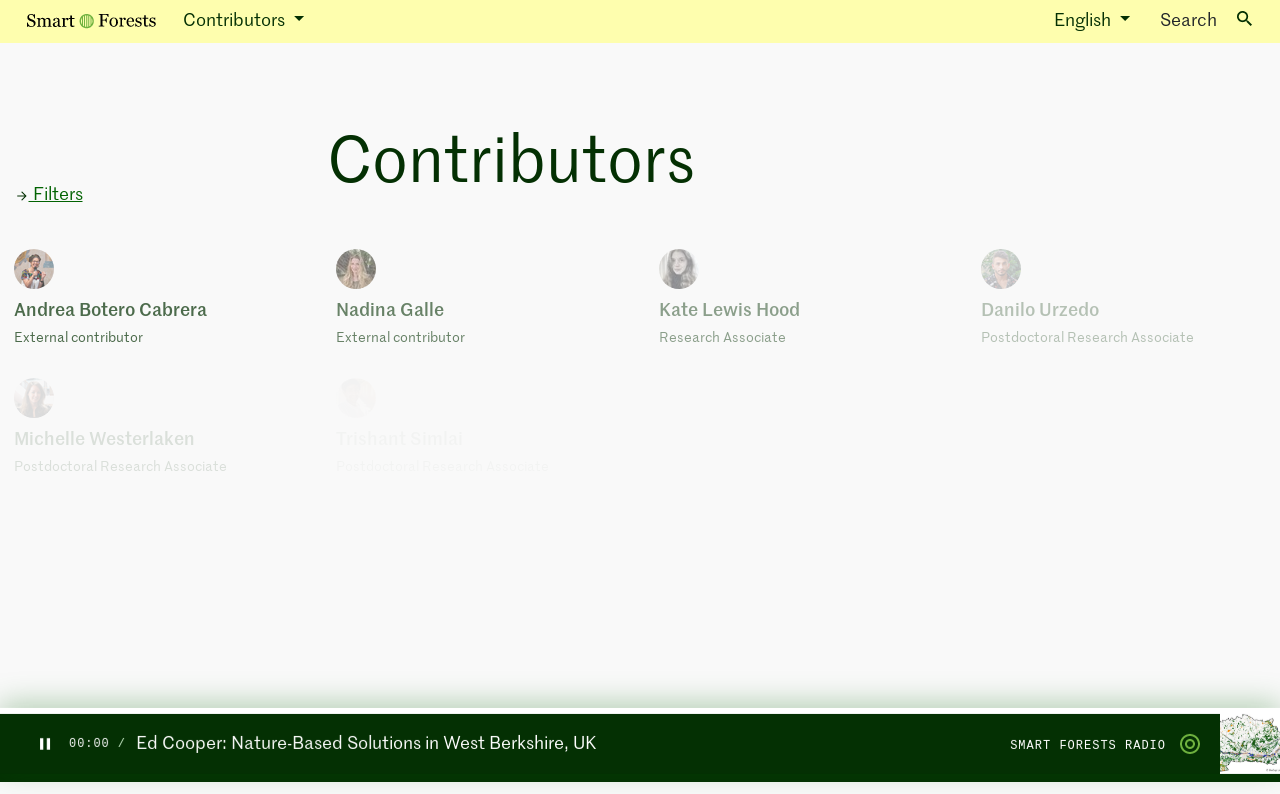 Smart Forests Contributors English Search
Contributors
Filters
Andrea Botero Cabrera
External contributor
Nadina Galle
External contributor
Kate Lewis Hood
Research Associate
Danilo Urzedo
Postdoctoral Research Associate
Michelle Westerlaken
Postdoctoral Research Associate
Trishant Simlai
Postdoctoral Research Associate
00:00 / Ed Cooper: Nature-Based Solutions in West Berkshire, UK
SMART FORESTS RADIO